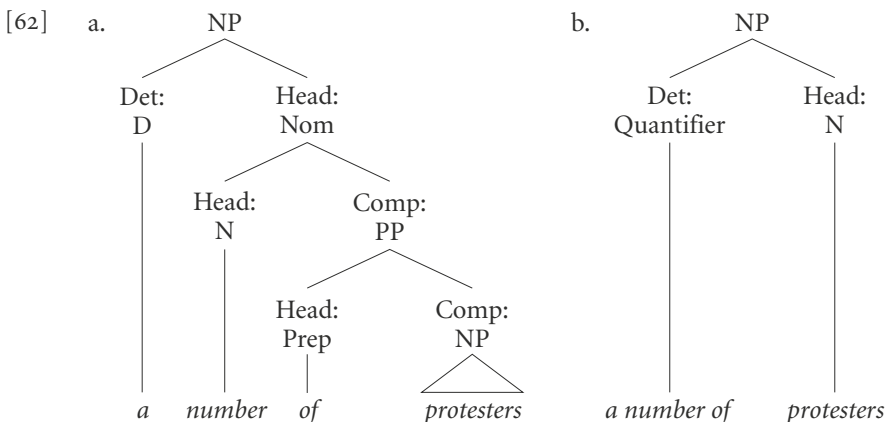 [62] a. NP b. NP
Det: Head: Det: Head:
D Nom Quantifier N
Head: Comp:
N PP
Head: Comp:
Prep NP
a number of protesters a number of protesters